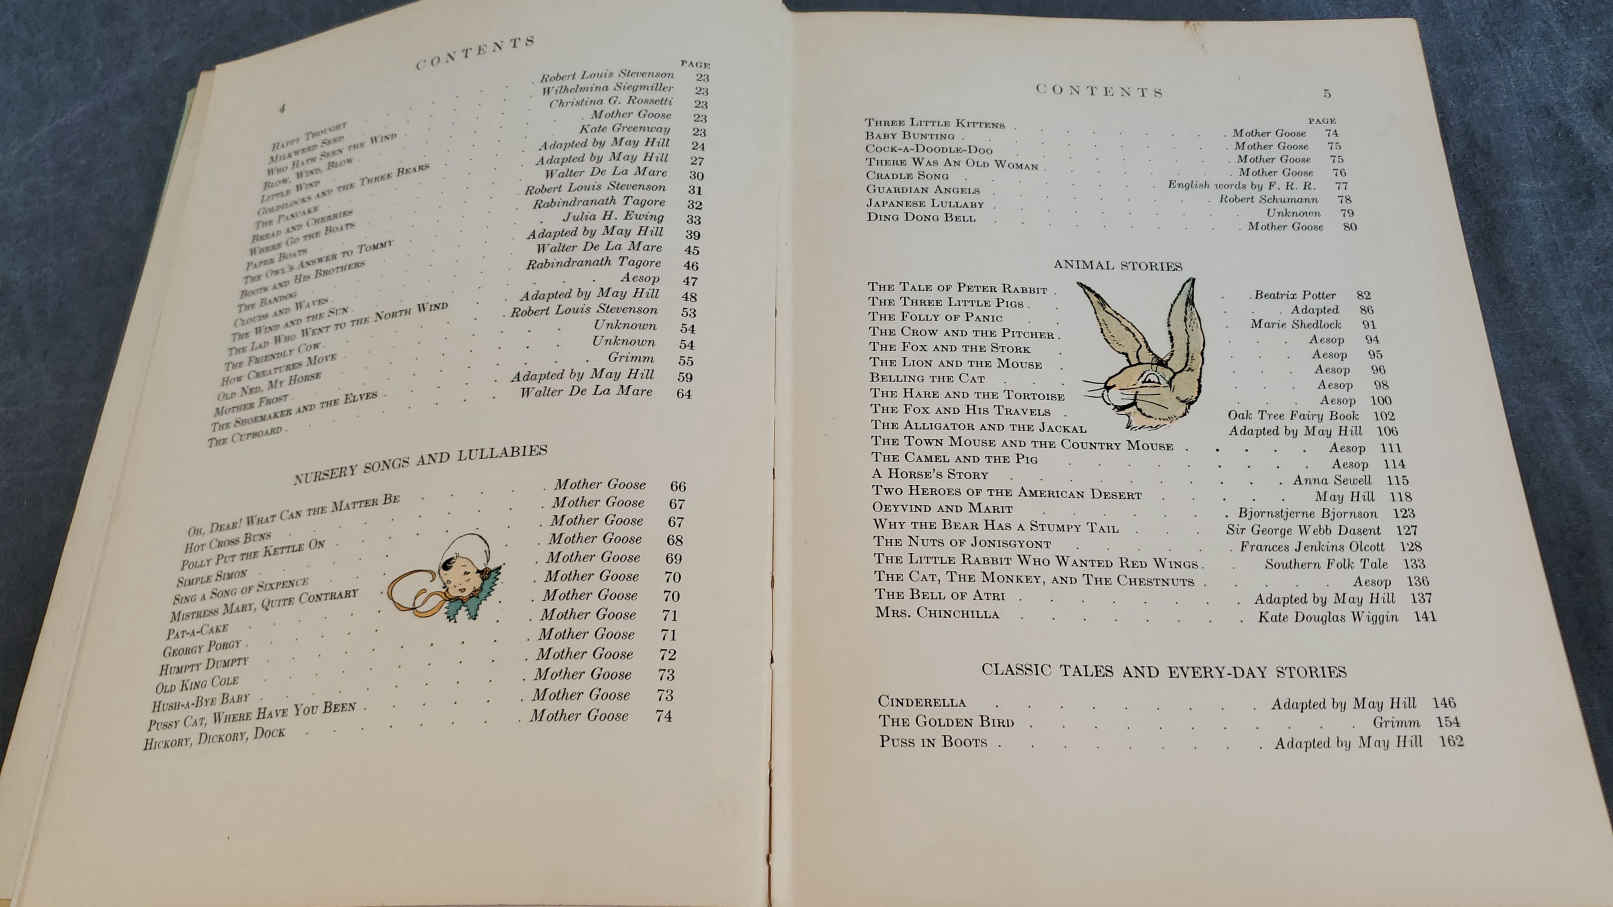 4 CONTENTS
PAGE
Happy Thought . . . . Robert Louis Stevenson 23
Milkweed Seed . . . . Wilhelmina Siegmiller 23
Who Hath Seen the Wind . . . . Christina G. Rossetti 23
Blow, Wind, Blow . . . . Mother Goose 23
Little Wind . . . . Kate Greenway 23
Goldilocks and the Three Bears . . . . Adapted by May Hill 24
The Pancake . . . . Adapted by May Hill 27
Bread and Cherries . . . . Walter De La Mare 30
Where Go the Boats . . . . Robert Louis Stevenson 31
Paper Boats . . . . Rabindranath Tagore 32
The Owl's Answer to Tommy . . . . Julia H. Ewing 33
Boots and His Brothers . . . . Adapted by May Hill 39
The Bandog . . . . Walter De La Mare 45
Clouds and Waves . . . . Rabindranath Tagore 46
The Wind and the Sun . . . . Aesop 47
The Lad Who Went to the North Wind . . . . Adapted by May Hill 48
The Friendly Cow . . . . Robert Louis Stevenson 53
How Creatures Move . . . . Unknown 54
Old Ned, My Horse . . . . Unknown 54
Mother Frost . . . . Grimm 55
The Shoemaker and the Elves . . . . Adapted by May Hill 59
The Cupboard . . . . Walter De La Mare 64
NURSERY SONGS AND LULLABIES
Oh, Dear! What Can the Matter Be . . . . Mother Goose 66
Hot Cross Buns . . . . Mother Goose 67
Polly Put the Kettle On . . . . Mother Goose 67
Simple Simon . . . . Mother Goose 68
Sing a Song of Sixpence . . . . Mother Goose 69
Mistress Mary, Quite Contrary . . . . Mother Goose 70
Pat-a-Cake . . . . Mother Goose 70
Georgy Porgy . . . . Mother Goose 71
Humpty Dumpty . . . . Mother Goose 71
Old King Cole . . . . Mother Goose 72
Hush-a-Bye Baby . . . . Mother Goose 73
Pussy Cat, Where Have You Been . . . . Mother Goose 73
Hickory, Dickory, Dock . . . . Mother Goose 74
CONTENTS 5
PAGE
Three Little Kittens . . . . Mother Goose 74
Baby Bunting . . . . Mother Goose 75
Cock-a-Doodle-Doo . . . . Mother Goose 75
There Was An Old Woman . . . . Mother Goose 76
Cradle Song . . . . English words by F. R. R. 77
Guardian Angels . . . . Robert Schumann 78
Japanese Lullaby . . . . Unknown 79
Ding Dong Bell . . . . Mother Goose 80
ANIMAL STORIES
The Tale of Peter Rabbit . . . . Beatrix Potter 82
The Three Little Pigs . . . . Adapted 86
The Folly of Panic . . . . Marie Shedlock 91
The Crow and the Pitcher . . . . Aesop 94
The Fox and the Stork . . . . Aesop 95
The Lion and the Mouse . . . . Aesop 96
Belling the Cat . . . . Aesop 98
The Hare and the Tortoise . . . . Aesop 100
The Fox and His Travels . Oak Tree Fairy Book 102
The Alligator and the Jackal Adapted by May Hill 106
The Town Mouse and the Country Mouse . . . . Aesop 111
The Camel and the Pig . . . . Aesop 114
A Horse's Story . . . . Anna Sewell 115
Two Heroes of the American Desert . . . . May Hill 118
Oeyvind and Marit . . . . Bjornstjerne Bjornson 123
Why the Bear Has a Stumpy Tail . . . . Sir George Webb Dasent 127
The Nuts of Jonisgyont . . . . Frances Jenkins Olcott 128
The Little Rabbit Who Wanted Red Wings . . Southern Folk Tale 133
The Cat, The Monkey, and The Chestnuts . . . . Aesop 136
The Bell of Atri . . . . Adapted by May Hill 137
Mrs. Chinchilla . . . . Kate Douglas Wiggin 141
CLASSIC TALES AND EVERY-DAY STORIES
Cinderella . . . . Adapted by May Hill 146
The Golden Bird . . . . Grimm 154
Puss in Boots . . . . Adapted by May Hill 162